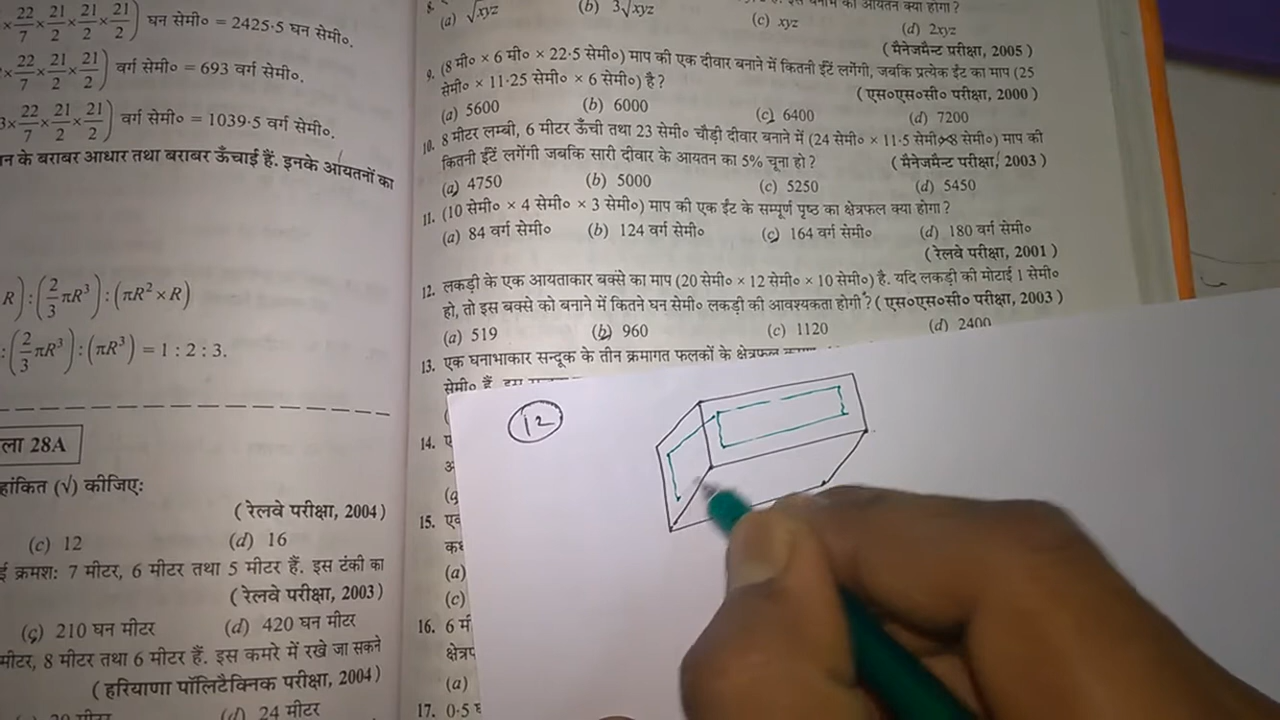 × 22/7 × 21/2 × 21/2 × 21/2) घन सेमी० = 2425·5 घन सेमी०.
× 22/7 × 21/2 × 21/2) वर्ग सेमी० = 693 वर्ग सेमी०.
3× 22/7 × 21/2 × 21/2) वर्ग सेमी० = 1039·5 वर्ग सेमी०.
के बराबर आधार तथा बराबर ऊँचाई हैं. इनके आयतनों का
R) : (2/3 πR³) : (πR² × R)
: (2/3 πR³) : (πR³) = 1 : 2 : 3.
28A
कीजिए:
( रेलवे परीक्षा, 2004)
(c) 12 (d) 16
क्रमश: 7 मीटर, 6 मीटर तथा 5 मीटर हैं. इस टंकी का
( रेलवे परीक्षा, 2003)
(c) 210 घन मीटर (d) 420 घन मीटर
मीटर, 8 मीटर तथा 6 मीटर हैं. इस कमरे में रखे जा सकने
( हरियाणा पॉलिटैक्निक परीक्षा, 2004)
(d) 24 मीटर
8. का आयतन क्या होगा ?
(a) √xyz (b) 3√xyz (c) xyz (d) 2xyz
( मैनेजमैन्ट परीक्षा, 2005)
9. (8 मी० × 6 मी० × 22·5 सेमी०) माप की एक दीवार बनाने में कितनी ईंटें लगेंगी, जबकि प्रत्येक ईंट का माप (25
सेमी० × 11·25 सेमी० × 6 सेमी०) है ? ( एस०एस०सी० परीक्षा, 2000)
(a) 5600 (b) 6000 (c) 6400 (d) 7200
10. 8 मीटर लम्बी, 6 मीटर ऊँची तथा 23 सेमी० चौड़ी दीवार बनाने में (24 सेमी० × 11·5 सेमी०×8 सेमी०) माप की
कितनी ईंटें लगेंगी जबकि सारी दीवार के आयतन का 5% चूना हो ? ( मैनेजमैन्ट परीक्षा, 2003)
(a) 4750 (b) 5000 (c) 5250 (d) 5450
11. (10 सेमी० × 4 सेमी० × 3 सेमी०) माप की एक ईंट के सम्पूर्ण पृष्ठ का क्षेत्रफल क्या होगा ?
(a) 84 वर्ग सेमी० (b) 124 वर्ग सेमी० (c) 164 वर्ग सेमी० (d) 180 वर्ग सेमी०
( रेलवे परीक्षा, 2001)
12. लकड़ी के एक आयताकार बक्से का माप (20 सेमी० × 12 सेमी० × 10 सेमी०) है. यदि लकड़ी की मोटाई 1 सेमी०
हो, तो इस बक्से को बनाने में कितने घन सेमी० लकड़ी की आवश्यकता होगी ? ( एस०एस०सी० परीक्षा, 2003)
(a) 519 (b) 960 (c) 1120 (d) 2400
13. एक घनाभाकार सन्दूक के तीन क्रमागत फलकों के क्षेत्रफल
सेमी० हैं.
12
14.
15.
(a)
(c)
16. 6
(a)
17. 0·5